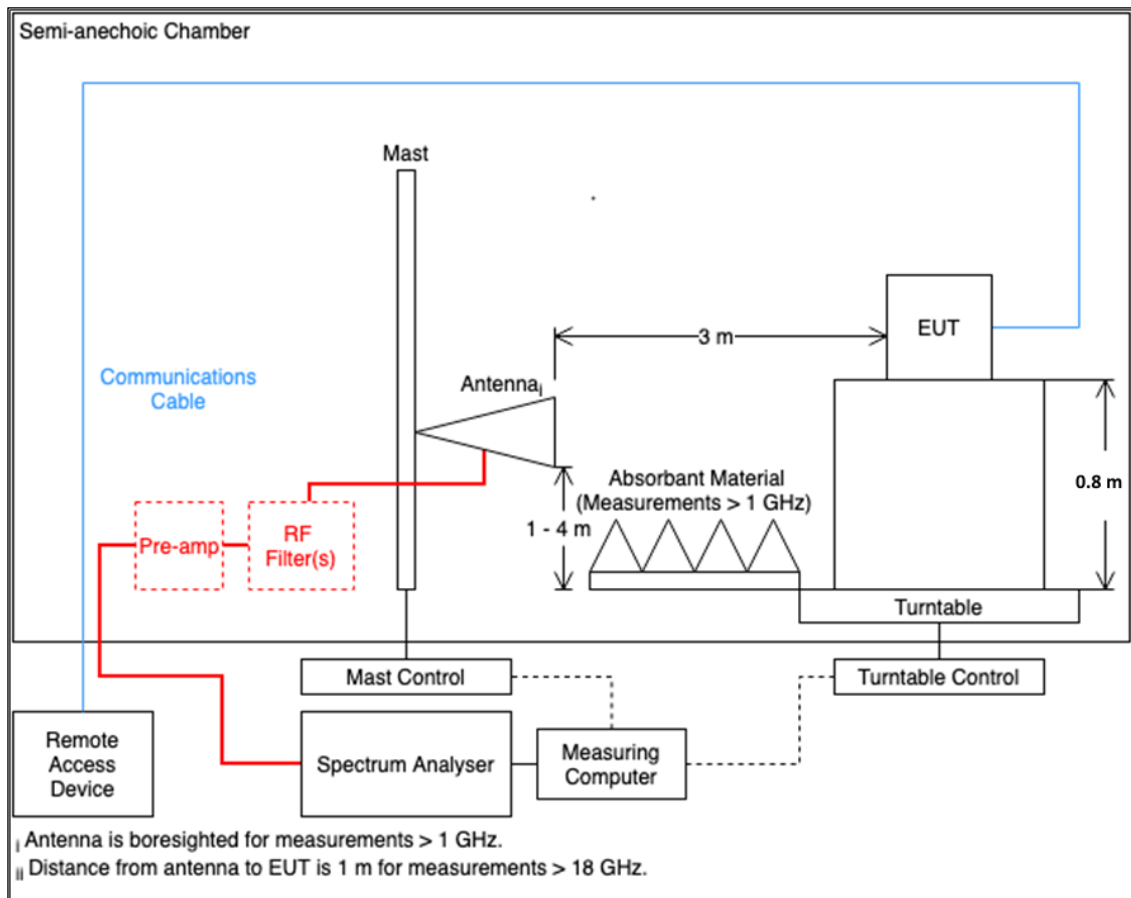 Semi-anechoic Chamber
Mast
EUT
3 m
Communications
Cable
Antennai
Absorbant Material
(Measurements > 1 GHz)
0.8 m
1 - 4 m
Pre-amp
RF
Filter(s)
Turntable
Mast Control
Turntable Control
Remote
Access
Device
Spectrum Analyser
Measuring
Computer
i Antenna is boresighted for measurements > 1 GHz.
ii Distance from antenna to EUT is 1 m for measurements > 18 GHz.